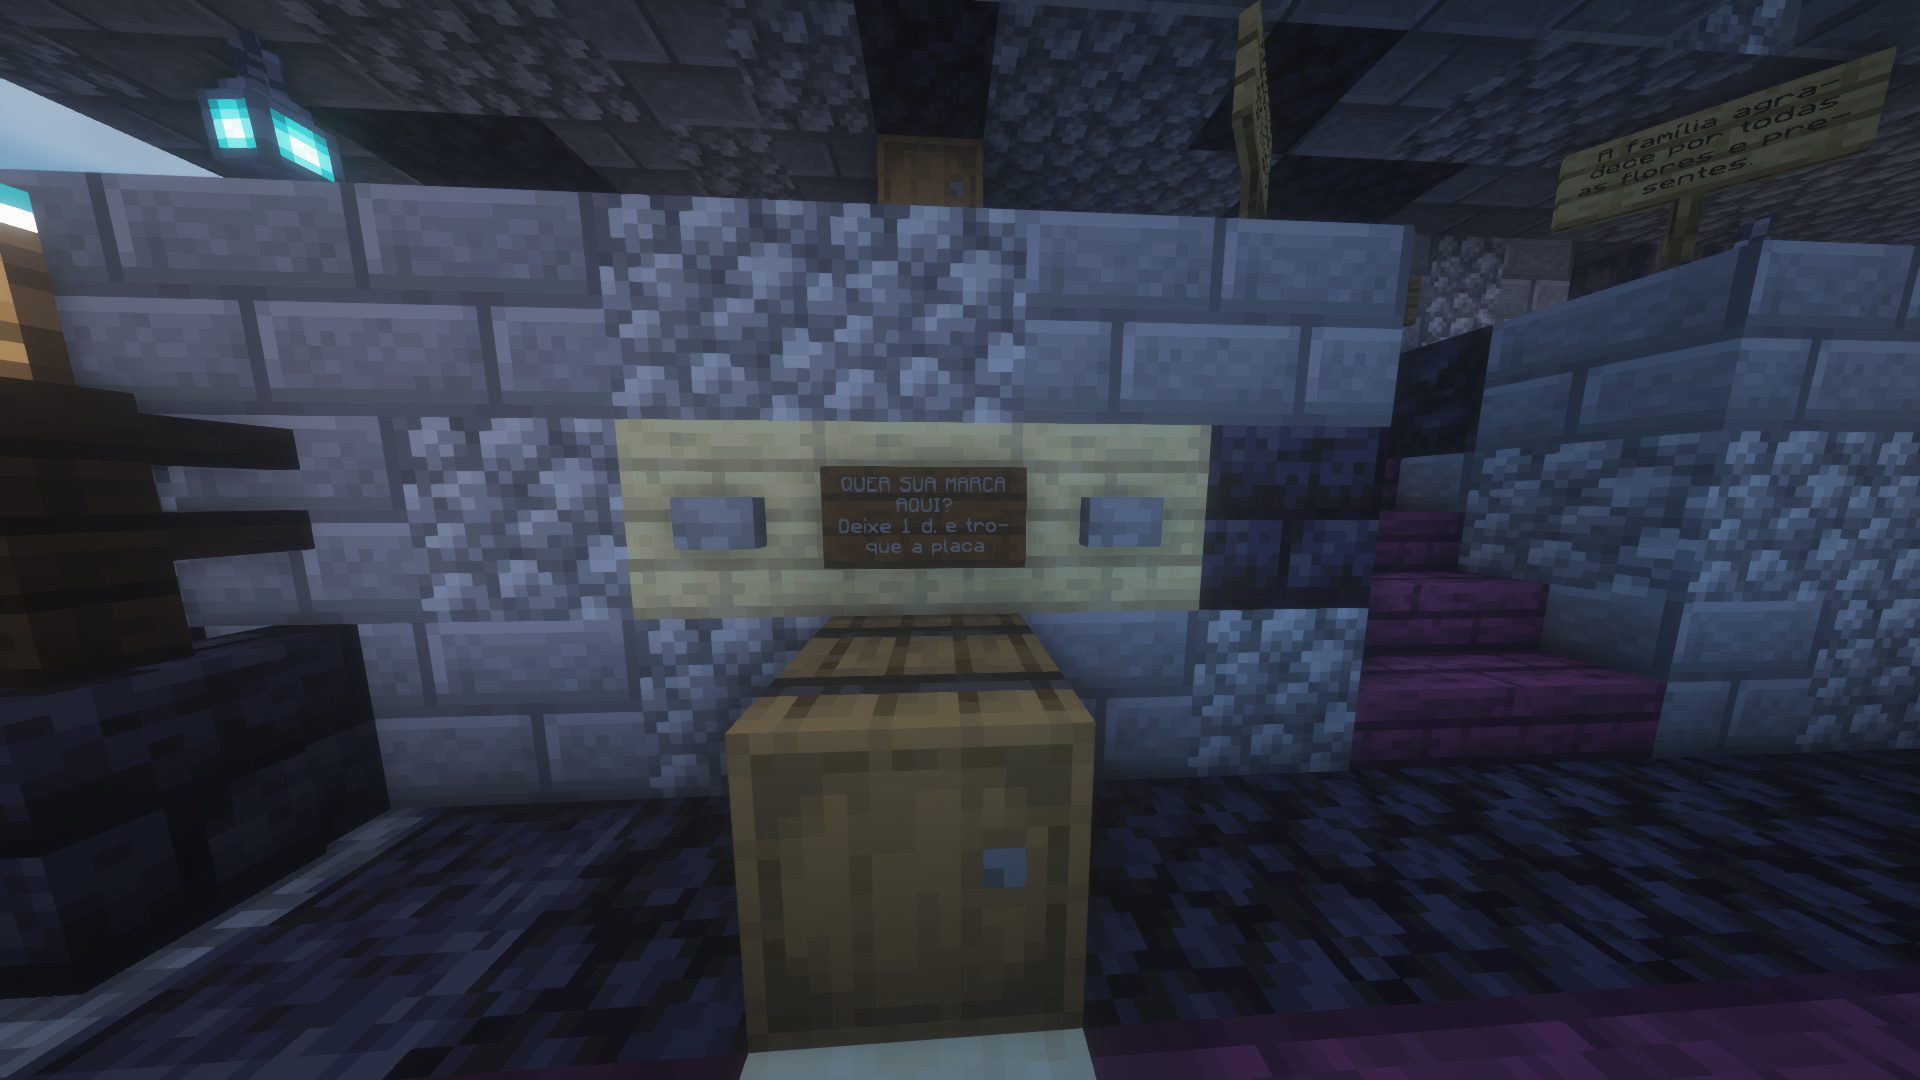 QUER SUA MARCA
AQUI?
Deixe 1 d. e tro-
que a placa
A família agra-
dece por todas
as flores e pre-
sentes.